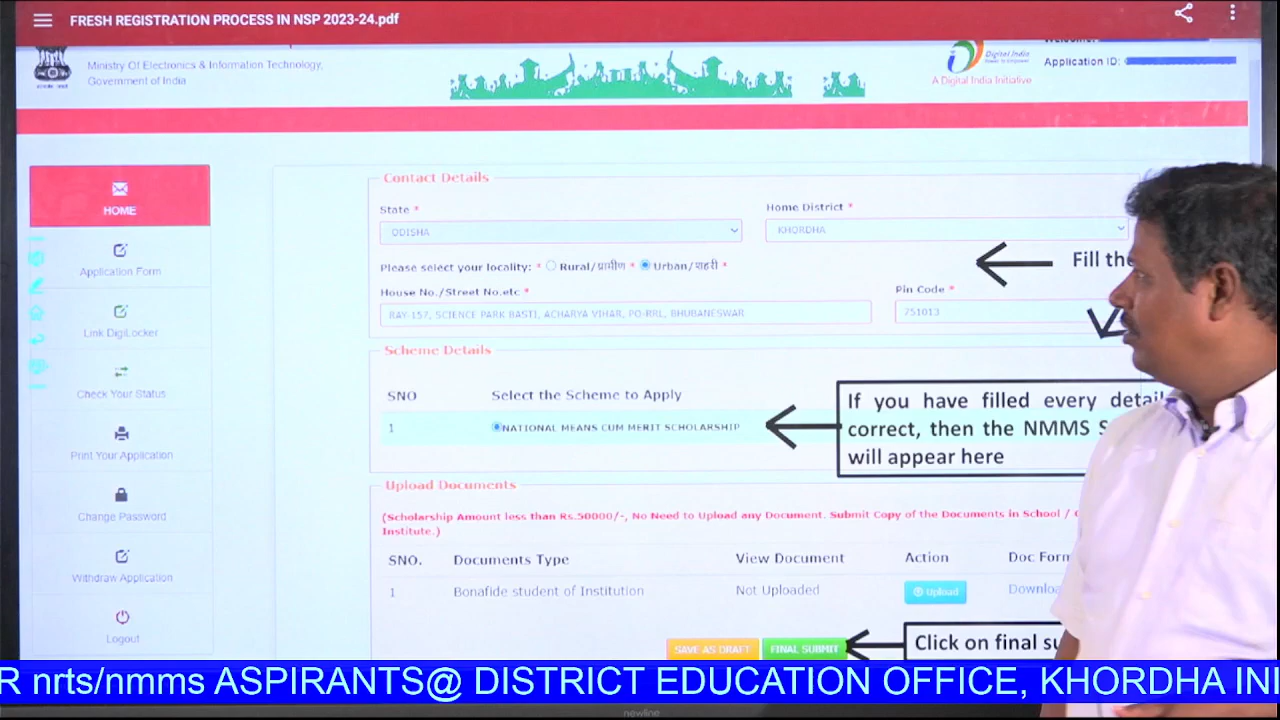 FRESH REGISTRATION PROCESS IN NSP 2023-24.pdf
Ministry Of Electronics & Information Technology,
Government of India
Digital India
A Digital India Initiative
Application ID:
HOME
Application Form
Link DigiLocker
Check Your Status
Print Your Application
Change Password
Withdraw Application
Logout
Contact Details
State *
Home District *
ODISHA
KHORDHA
Please select your locality: * Rural/ग्रामीण * Urban/शहरी *
Fill the
House No./Street No.etc *
Pin Code *
RAY-157, SCIENCE PARK BASTI, ACHARYA VIHAR, PO-RRL, BHUBANESWAR
751013
Scheme Details
SNO Select the Scheme to Apply
1 NATIONAL MEANS CUM MERIT SCHOLARSHIP
If you have filled every detail
correct, then the NMMS S
will appear here
Upload Documents
(Scholarship Amount less than Rs.50000/-, No Need to Upload any Document. Submit Copy of the Documents in School /
Institute.)
SNO. Documents Type View Document Action Doc Form
1 Bonafide student of Institution Not Uploaded Upload Downloa
SAVE AS DRAFT FINAL SUBMIT
Click on final su
R nrts/nmms ASPIRANTS@ DISTRICT EDUCATION OFFICE, KHORDHA INI
newline